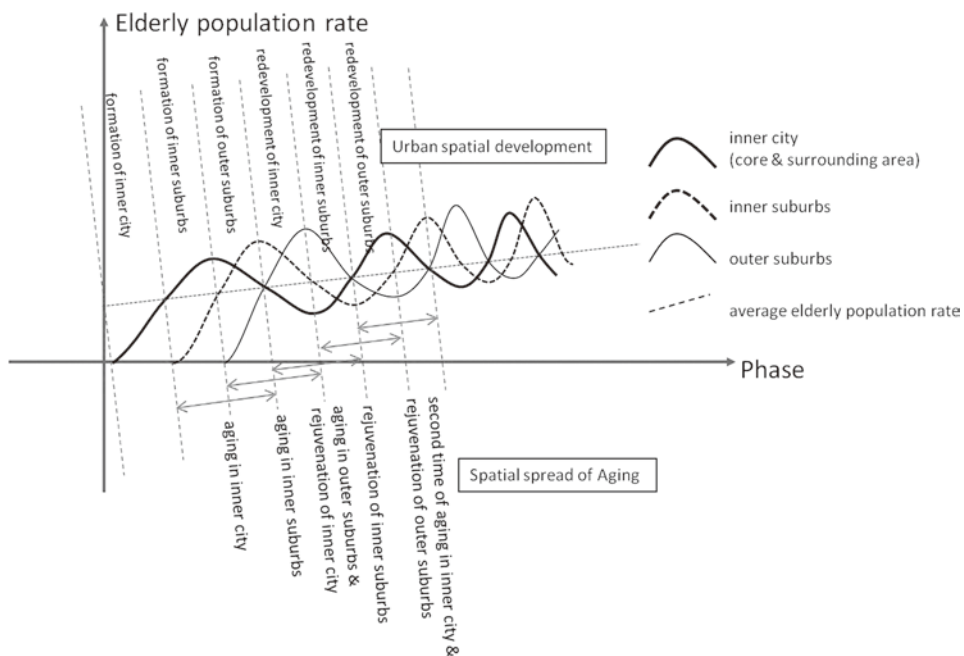 Elderly population rate
formation of inner city
formation of inner suburbs
formation of outer suburbs
redevelopment of inner city
redevelopment of inner suburbs
redevelopment of outer suburbs
Urban spatial development
inner city
(core & surrounding area)
inner suburbs
outer suburbs
average elderly population rate
Phase
aging in inner city
aging in inner suburbs
aging in outer suburbs &
rejuvenation of inner city
rejuvenation of inner suburbs
second time of aging in inner city &
rejuvenation of outer suburbs
Spatial spread of Aging